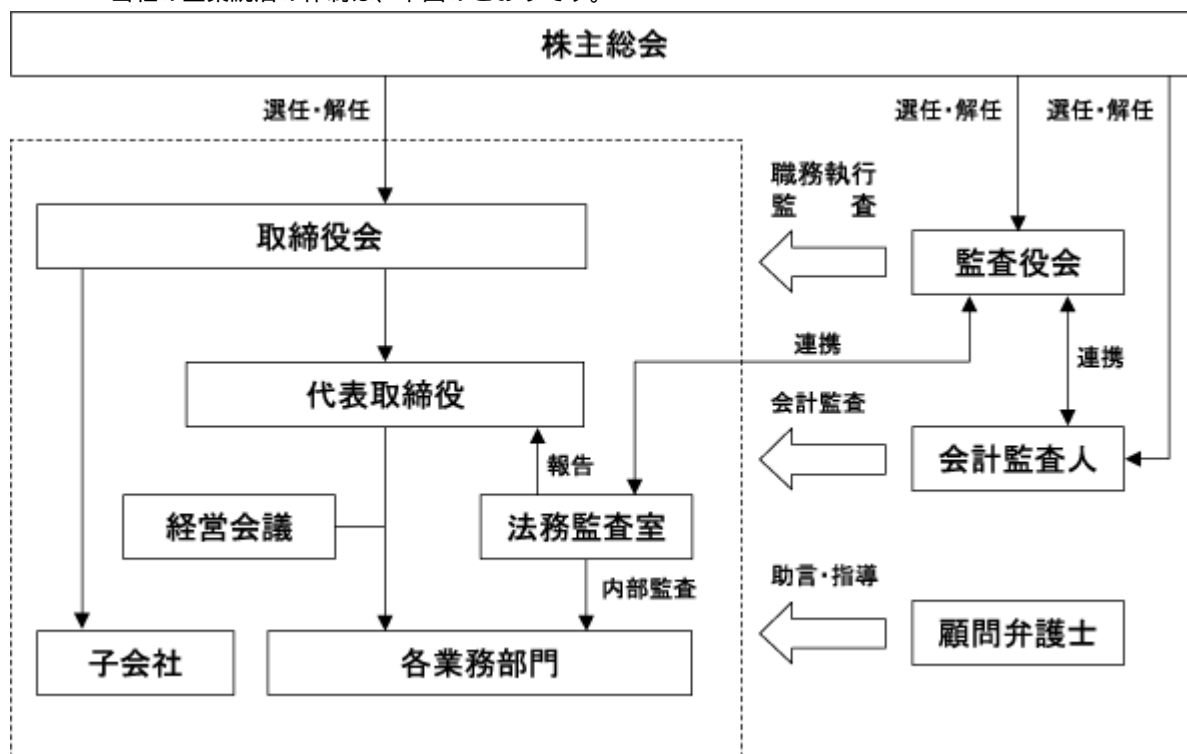 株主総会
選任・解任
選任・解任
選任・解任
職務執行
監査
取締役会
監査役会
連携
連携
代表取締役
会計監査
報告
会計監査人
経営会議
法務監査室
内部監査
助言・指導
子会社
各業務部門
顧問弁護士